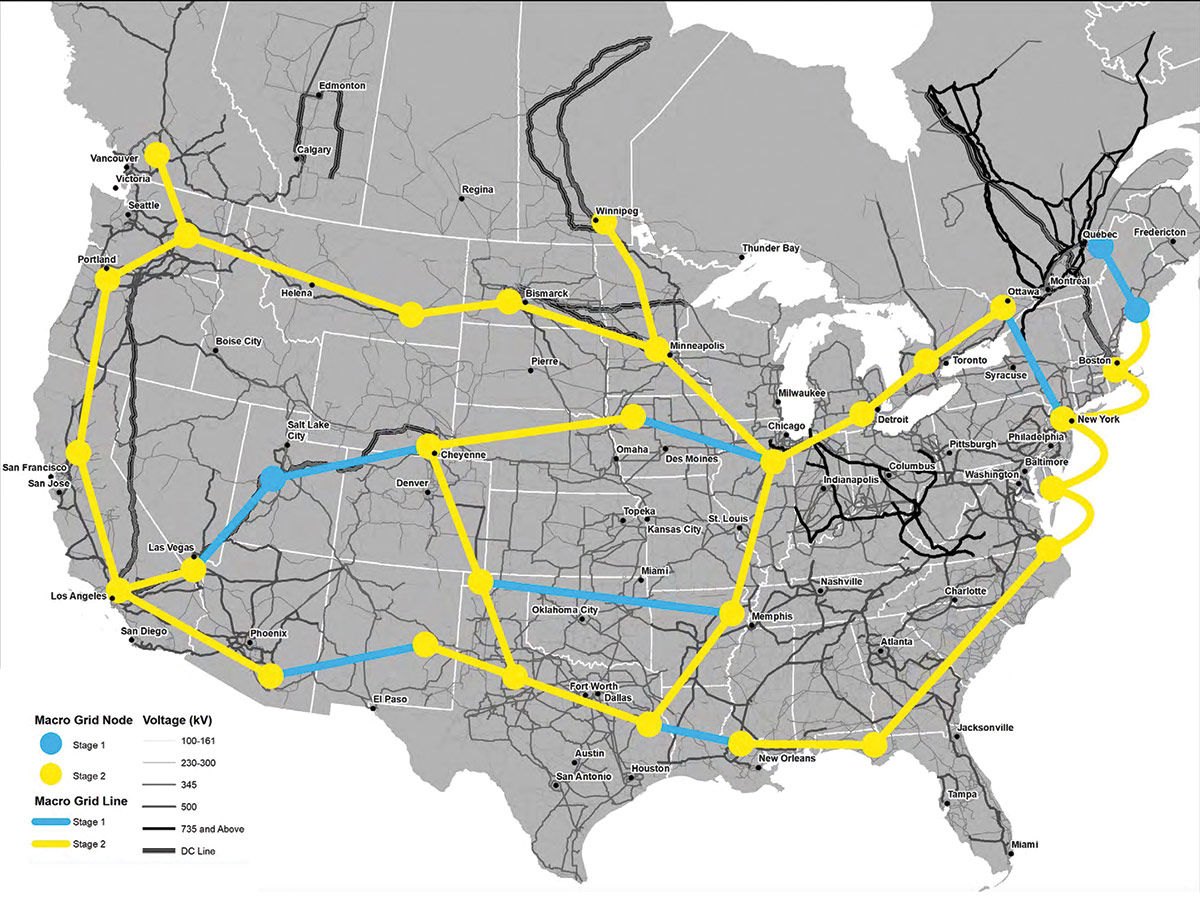 Edmonton
Calgary
Vancouver
Victoria
Seattle
Regina
Winnipeg
Thunder Bay
Québec
Fredericton
Portland
Helena
Bismarck
Ottawa
Montréal
Boise City
Pierre
Minneapolis
Toronto
Syracuse
Boston
Milwaukee
Detroit
New York
Salt Lake
City
Cheyenne
Omaha
Des Moines
Chicago
Pittsburgh
Philadelphia
San Francisco
San Jose
Denver
Indianapolis
Columbus
Washington
Baltimore
Topeka
Kansas City
St. Louis
Las Vegas
Los Angeles
Miami
Nashville
Charlotte
San Diego
Phoenix
Oklahoma City
Memphis
Atlanta
El Paso
Fort Worth
Dallas
Jacksonville
Austin
San Antonio
Houston
New Orleans
Tampa
Miami
Macro Grid Node
Stage 1
Stage 2
Macro Grid Line
Stage 1
Stage 2
Voltage (kV)
100-161
230-300
345
500
735 and Above
DC Line